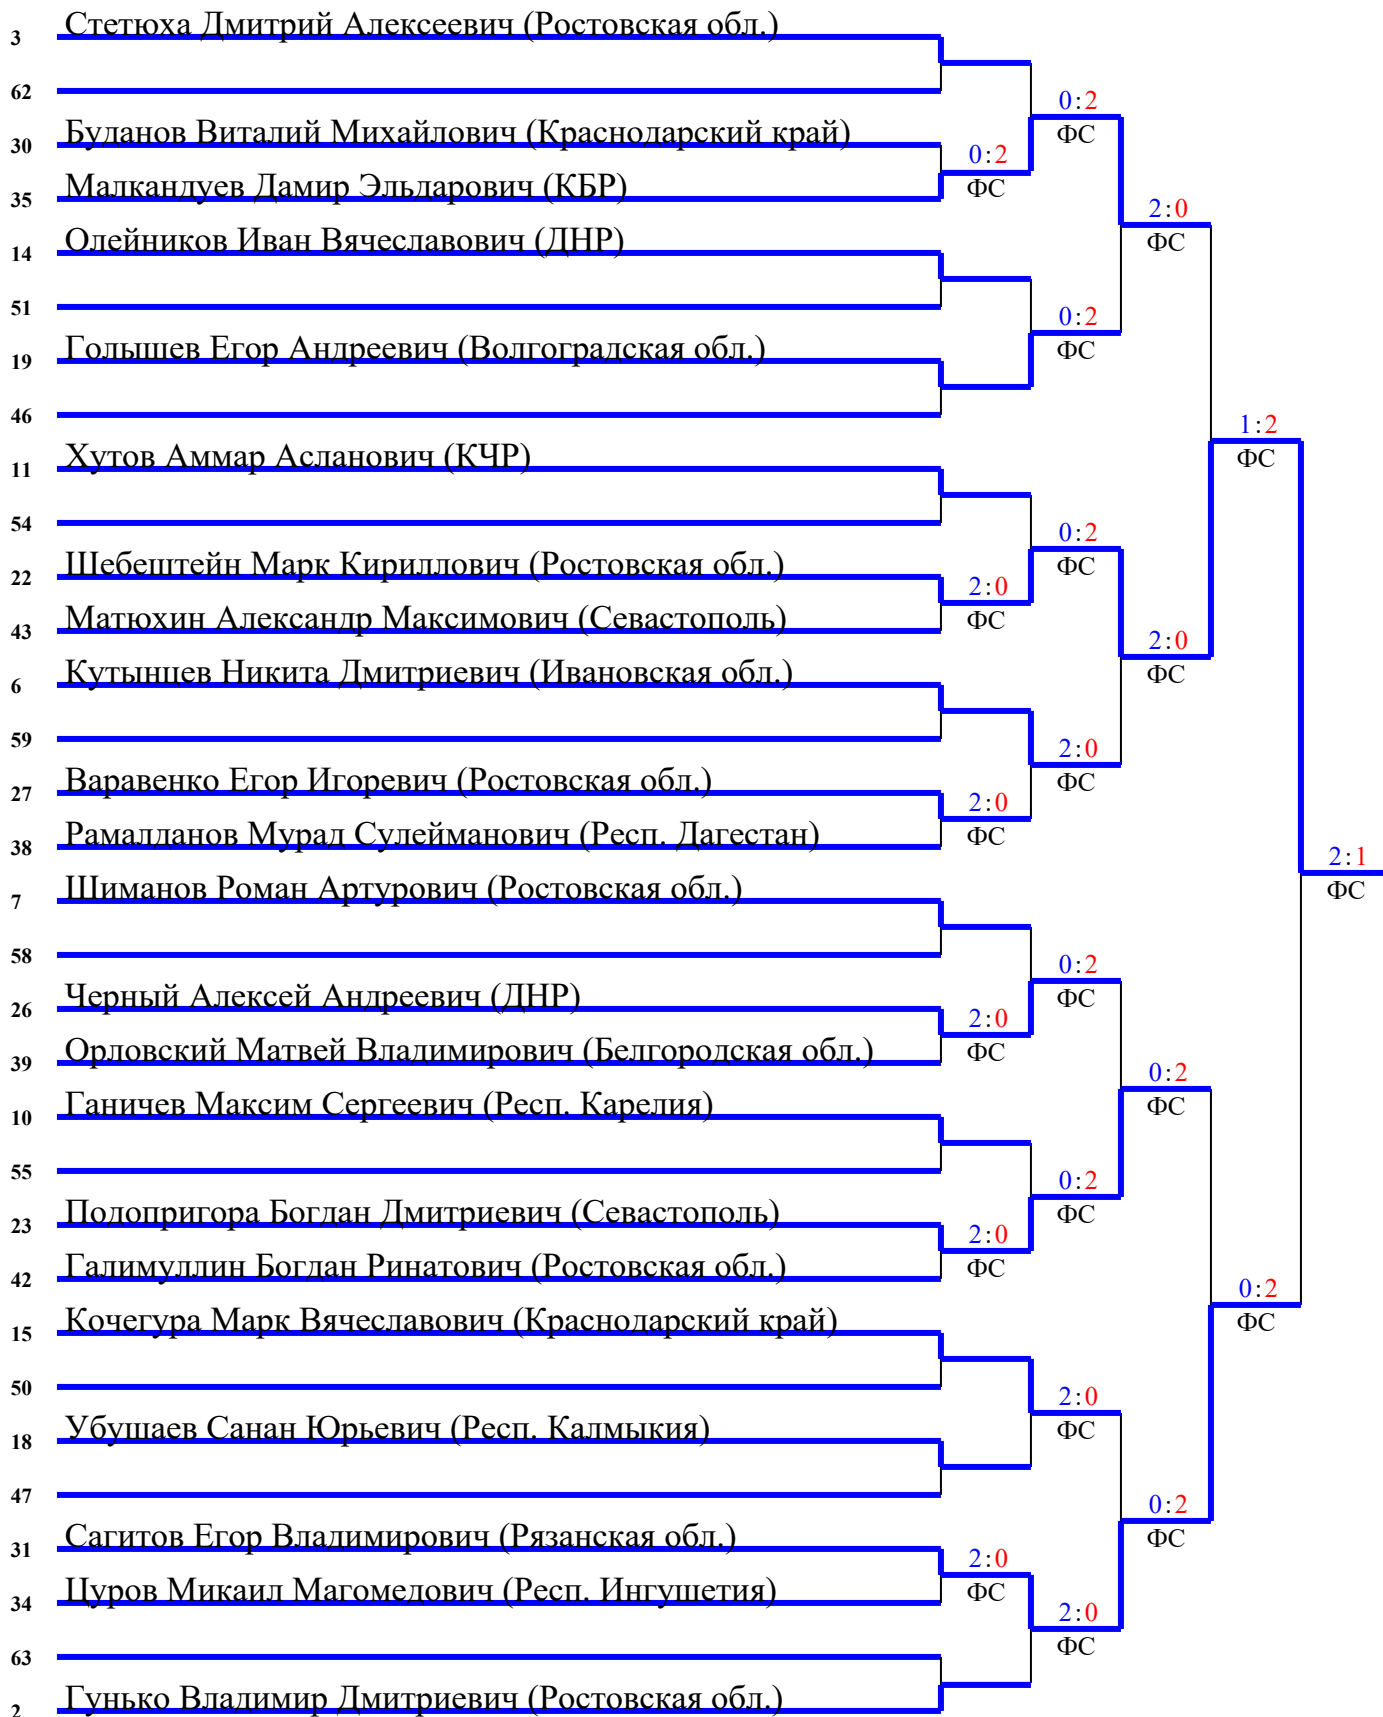 3 Стетюха Дмитрий Алексеевич (Ростовская обл.)
62
0:2
ФС
30 Буданов Виталий Михайлович (Краснодарский край)
0:2
ФС
35 Малкандуев Дамир Эльдарович (КБР)
2:0
ФС
14 Олейников Иван Вячеславович (ДНР)
51
0:2
ФС
19 Голышев Егор Андреевич (Волгоградская обл.)
46
1:2
ФС
11 Хутов Аммар Асланович (КЧР)
54
0:2
ФС
22 Шебештейн Марк Кириллович (Ростовская обл.)
2:0
ФС
43 Матюхин Александр Максимович (Севастополь)
2:0
ФС
6 Кутынцев Никита Дмитриевич (Ивановская обл.)
59
2:0
ФС
27 Варавенко Егор Игоревич (Ростовская обл.)
2:0
ФС
38 Рамалданов Мурад Сулейманович (Респ. Дагестан)
2:1
ФС
7 Шиманов Роман Артурович (Ростовская обл.)
58
0:2
ФС
26 Черный Алексей Андреевич (ДНР)
2:0
ФС
39 Орловский Матвей Владимирович (Белгородская обл.)
0:2
ФС
10 Ганичев Максим Сергеевич (Респ. Карелия)
55
0:2
ФС
23 Подопригора Богдан Дмитриевич (Севастополь)
2:0
ФС
42 Галимуллин Богдан Ринатович (Ростовская обл.)
0:2
ФС
15 Кочегура Марк Вячеславович (Краснодарский край)
50
2:0
ФС
18 Убушаев Санан Юрьевич (Респ. Калмыкия)
47
0:2
ФС
31 Сагитов Егор Владимирович (Рязанская обл.)
2:0
ФС
34 Цуров Микаил Магомедович (Респ. Ингушетия)
2:0
ФС
63
2 Гунько Владимир Дмитриевич (Ростовская обл.)